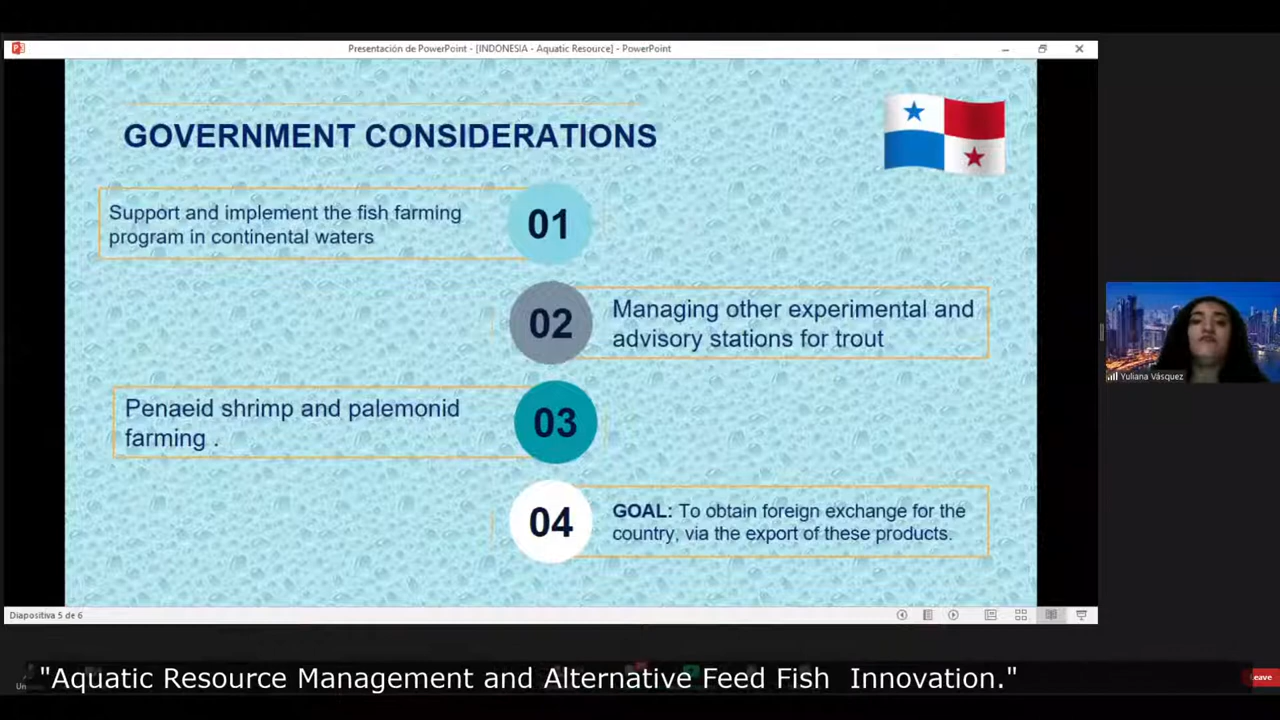 Presentación de PowerPoint - [INDONESIA - Aquatic Resource] - PowerPoint
GOVERNMENT CONSIDERATIONS
Support and implement the fish farming
program in continental waters
01
02
Managing other experimental and
advisory stations for trout
Penaeid shrimp and palemonid
farming .
03
04
GOAL: To obtain foreign exchange for the
country, via the export of these products.
Yuliana Vásquez
Diapositiva 5 de 6
"Aquatic Resource Management and Alternative Feed Fish Innovation."
Leave